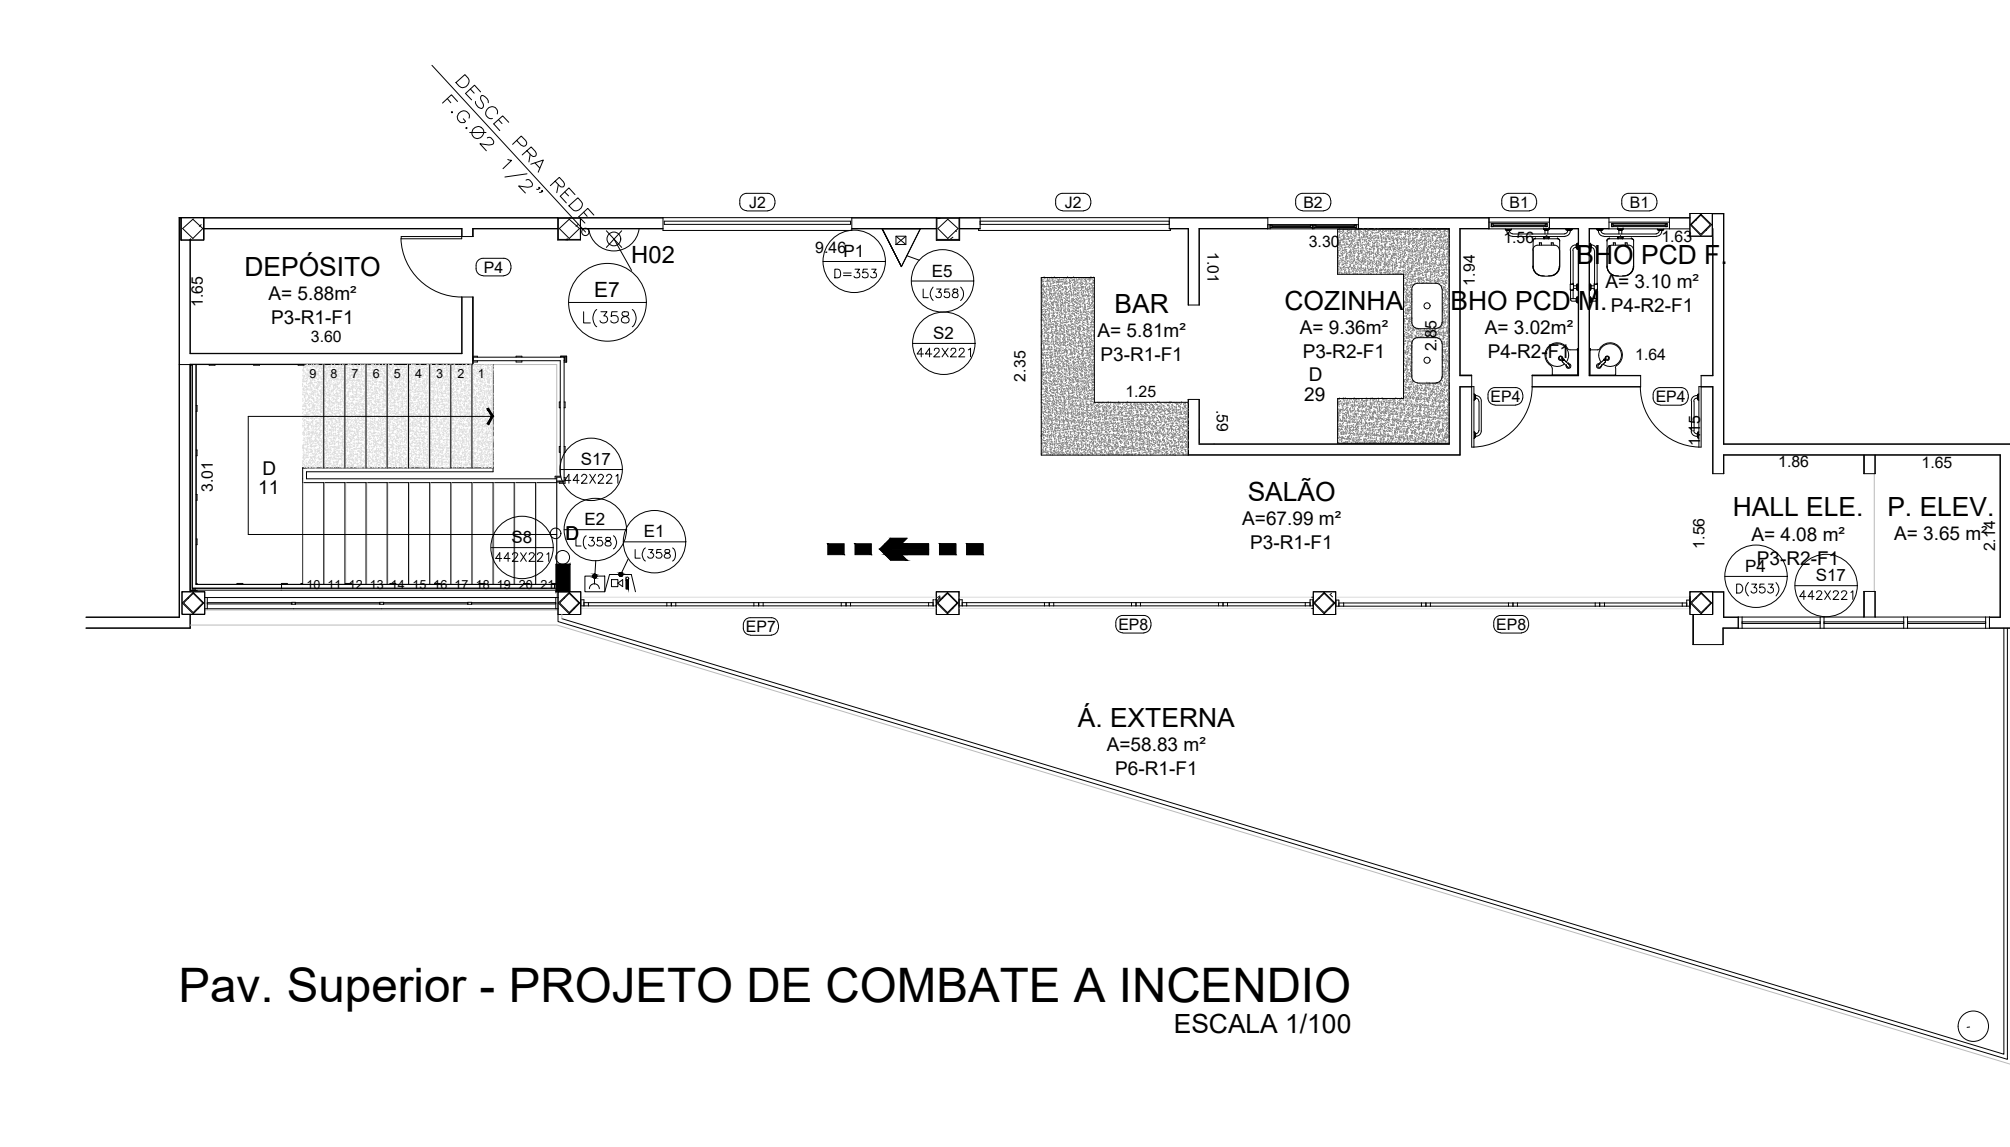 DESCE PRA REDE
F.G.Ø2 1/2"
J2
J2
B2
B1
B1
DEPÓSITO
A= 5.88m²
P3-R1-F1
3.60
1.65
P4
H02
E7
L(358)
9.46
P1
D=353
E5
L(358)
S2
442X221
2.35
BAR
A= 5.81m²
P3-R1-F1
1.25
1.01
.59
3.30
COZINHA
A= 9.36m²
P3-R2-F1
D
29
2.85
1.56
1.94
BHO PCD M.
A= 3.02m²
P4-R2-F1
1.63
BHO PCD F.
A= 3.10 m²
P4-R2-F1
1.64
EP4
EP4
1.15
9 8 7 6 5 4 3 2 1
3.01
D
11
10 11 12 13 14 15 16 17 18 19 20 21
S17
442X221
E2
L(358)
E1
L(358)
S8
442X221
D
SALÃO
A=67.99 m²
P3-R1-F1
1.56
1.86
HALL ELE.
A= 4.08 m²
P3-R2-F1
P4
D(353)
S17
442X221
1.65
P. ELEV.
A= 3.65 m²
2.14
EP7
EP8
EP8
Á. EXTERNA
A=58.83 m²
P6-R1-F1
Pav. Superior - PROJETO DE COMBATE A INCENDIO
ESCALA 1/100
-